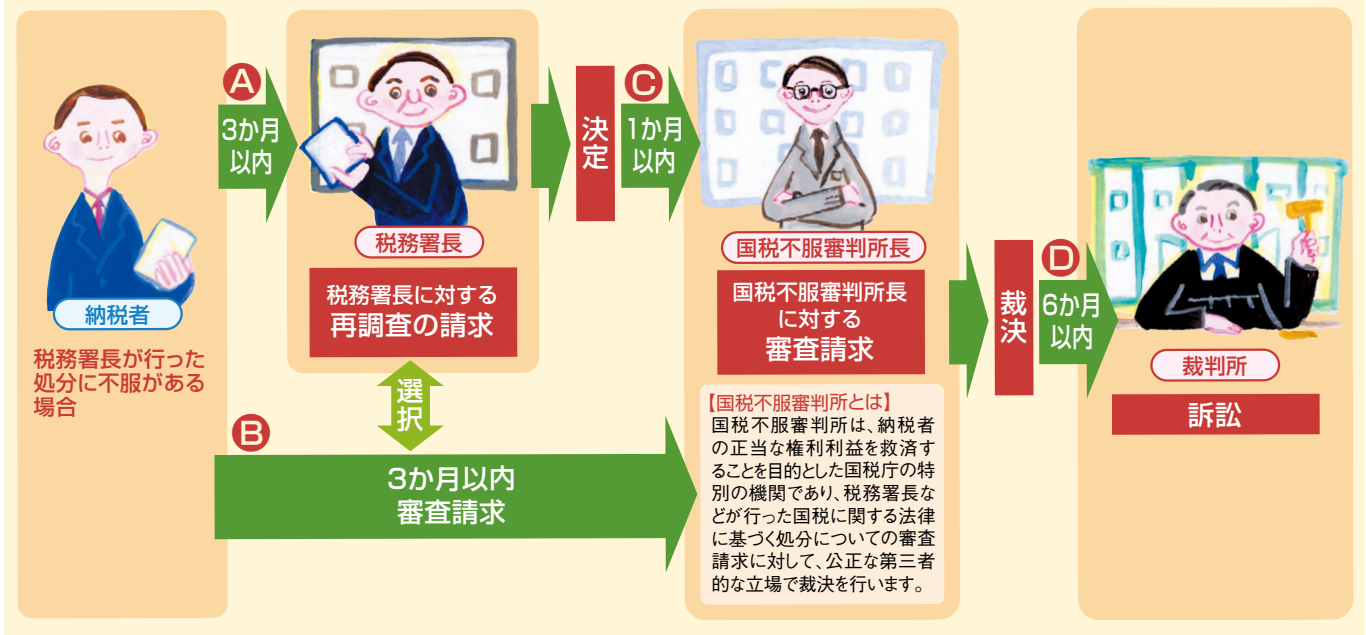 納税者
税務署長が行った
処分に不服がある
場合
A
3か月
以内
税務署長
税務署長に対する
再調査の請求
選択
B
3か月以内
審査請求
決定
C
1か月
以内
国税不服審判所長
国税不服審判所長
に対する
審査請求
【国税不服審判所とは】
国税不服審判所は、納税者
の正当な権利利益を救済す
ることを目的とした国税庁の特
別の機関であり、税務署長な
どが行った国税に関する法律
に基づく処分についての審査
請求に対して、公正な第三者
的な立場で裁決を行います。
裁決
D
6か月
以内
裁判所
訴訟